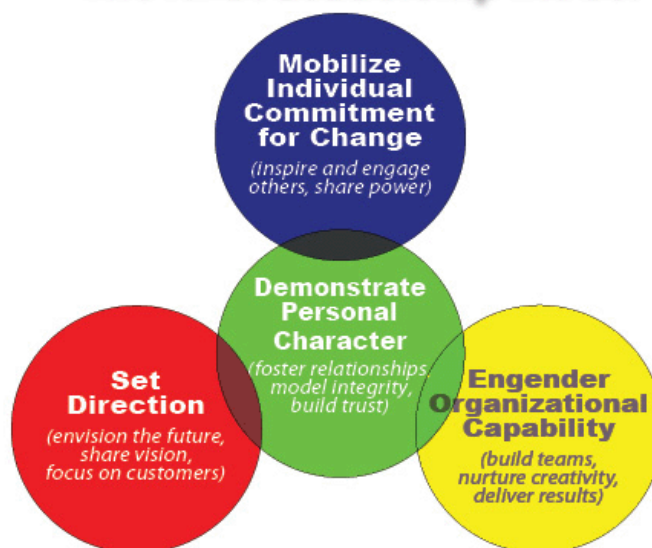 Mobilize
Individual
Commitment
for Change
(inspire and engage
others, share power)
Demonstrate
Personal
Character
(foster relationships,
model integrity,
build trust)
Set
Direction
(envision the future,
share vision,
focus on customers)
Engender
Organizational
Capability
(build teams,
nurture creativity,
deliver results)